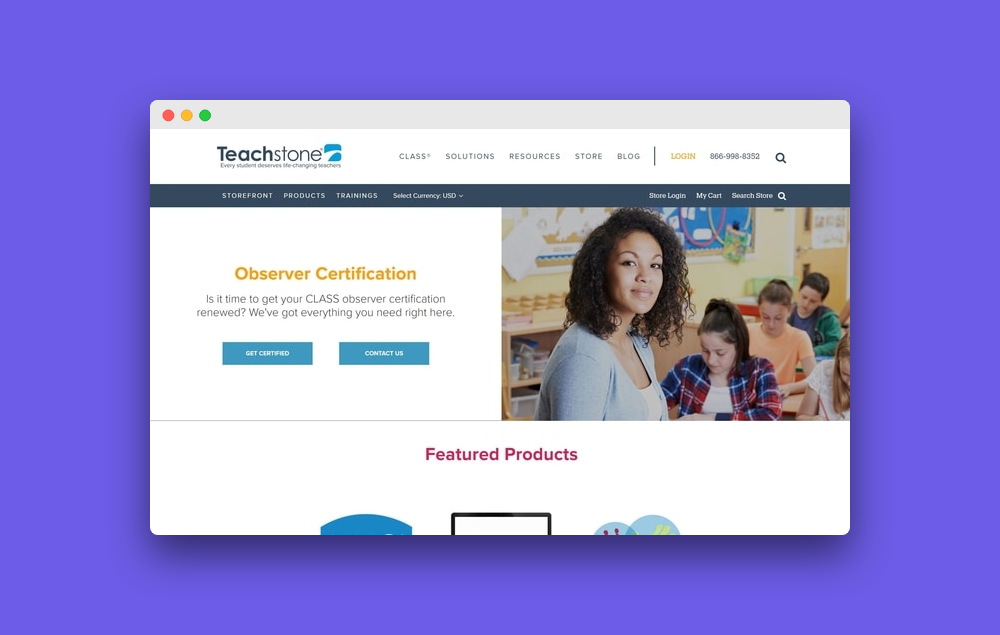 Teachstone®
Every student deserves life-changing teachers
CLASS® SOLUTIONS RESOURCES STORE BLOG LOGIN 866-998-8352
STOREFRONT PRODUCTS TRAININGS Select Currency: USD Store Login My Cart Search Store
Observer Certification
Is it time to get your CLASS observer certification
renewed? We've got everything you need right here.
GET CERTIFIED CONTACT US
Featured Products